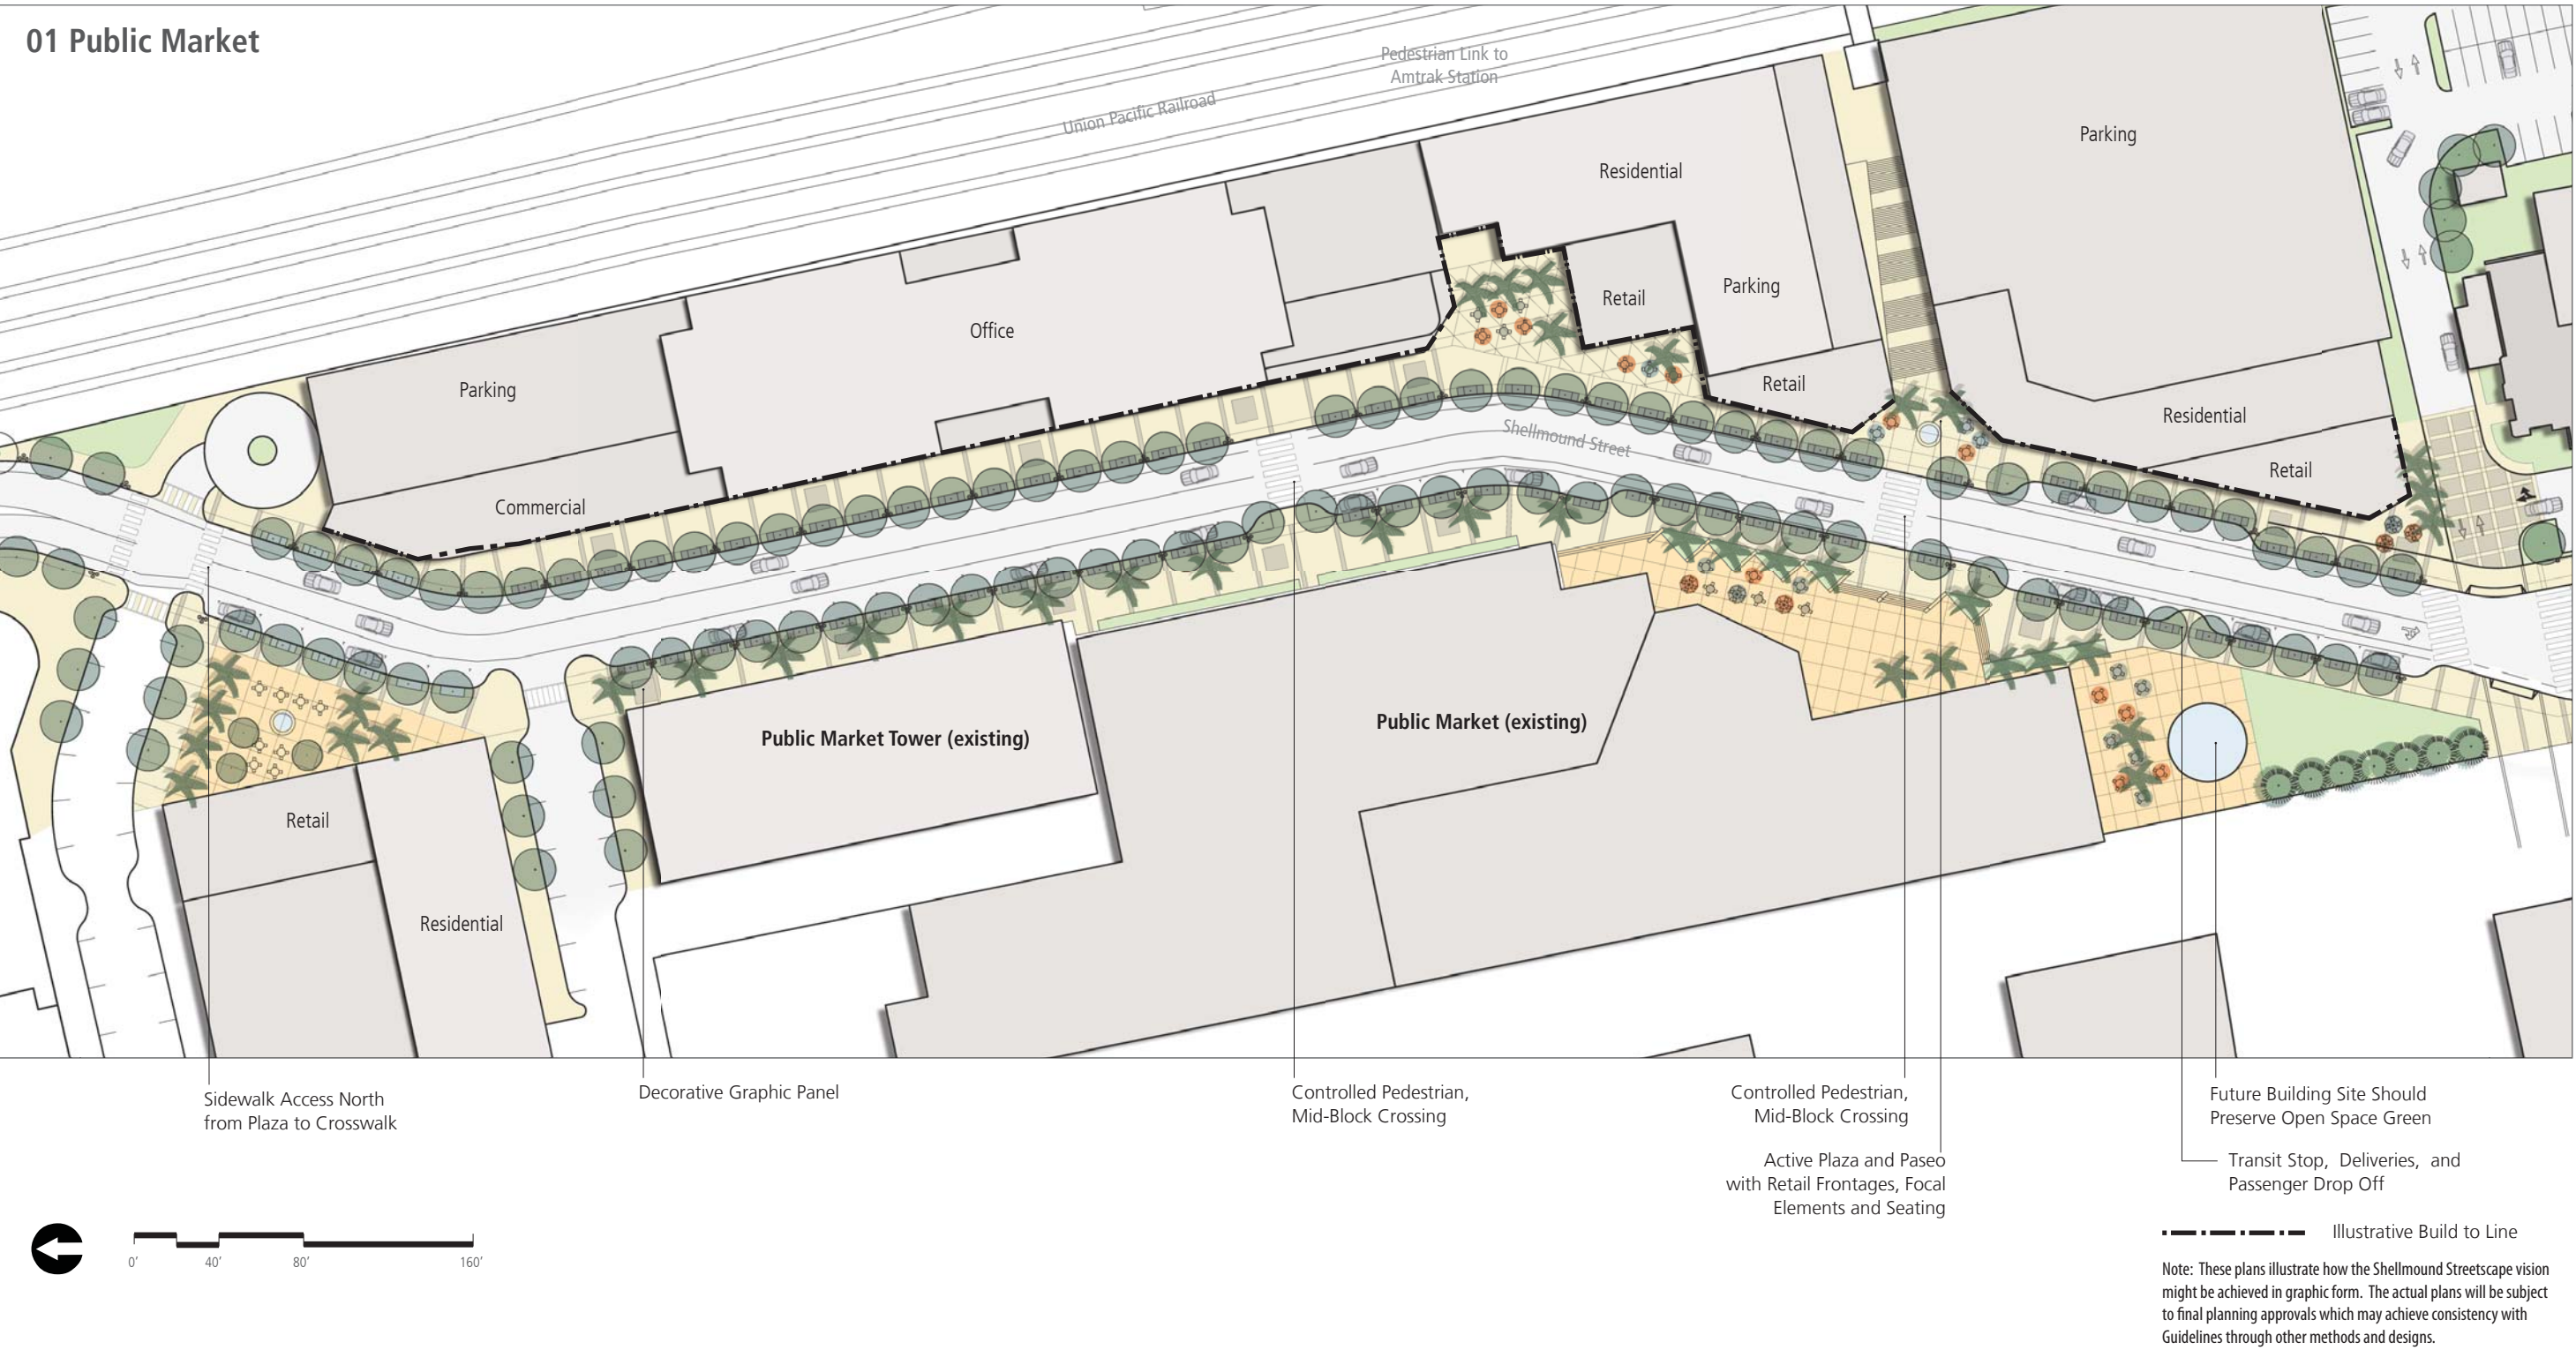 01 Public Market
Pedestrian Link to
Amtrak Station
Union Pacific Railroad
Parking
Residential
Retail
Parking
Office
Parking
Retail
Commercial
Shellmound Street
Residential
Retail
Public Market Tower (existing)
Public Market (existing)
Retail
Residential
Sidewalk Access North
from Plaza to Crosswalk
Decorative Graphic Panel
Controlled Pedestrian,
Mid-Block Crossing
Controlled Pedestrian,
Mid-Block Crossing
Active Plaza and Paseo
with Retail Frontages, Focal
Elements and Seating
Future Building Site Should
Preserve Open Space Green
Transit Stop, Deliveries, and
Passenger Drop Off
0' 40' 80' 160'
Illustrative Build to Line
Note: These plans illustrate how the Shellmound Streetscape vision
might be achieved in graphic form. The actual plans will be subject
to final planning approvals which may achieve consistency with
Guidelines through other methods and designs.